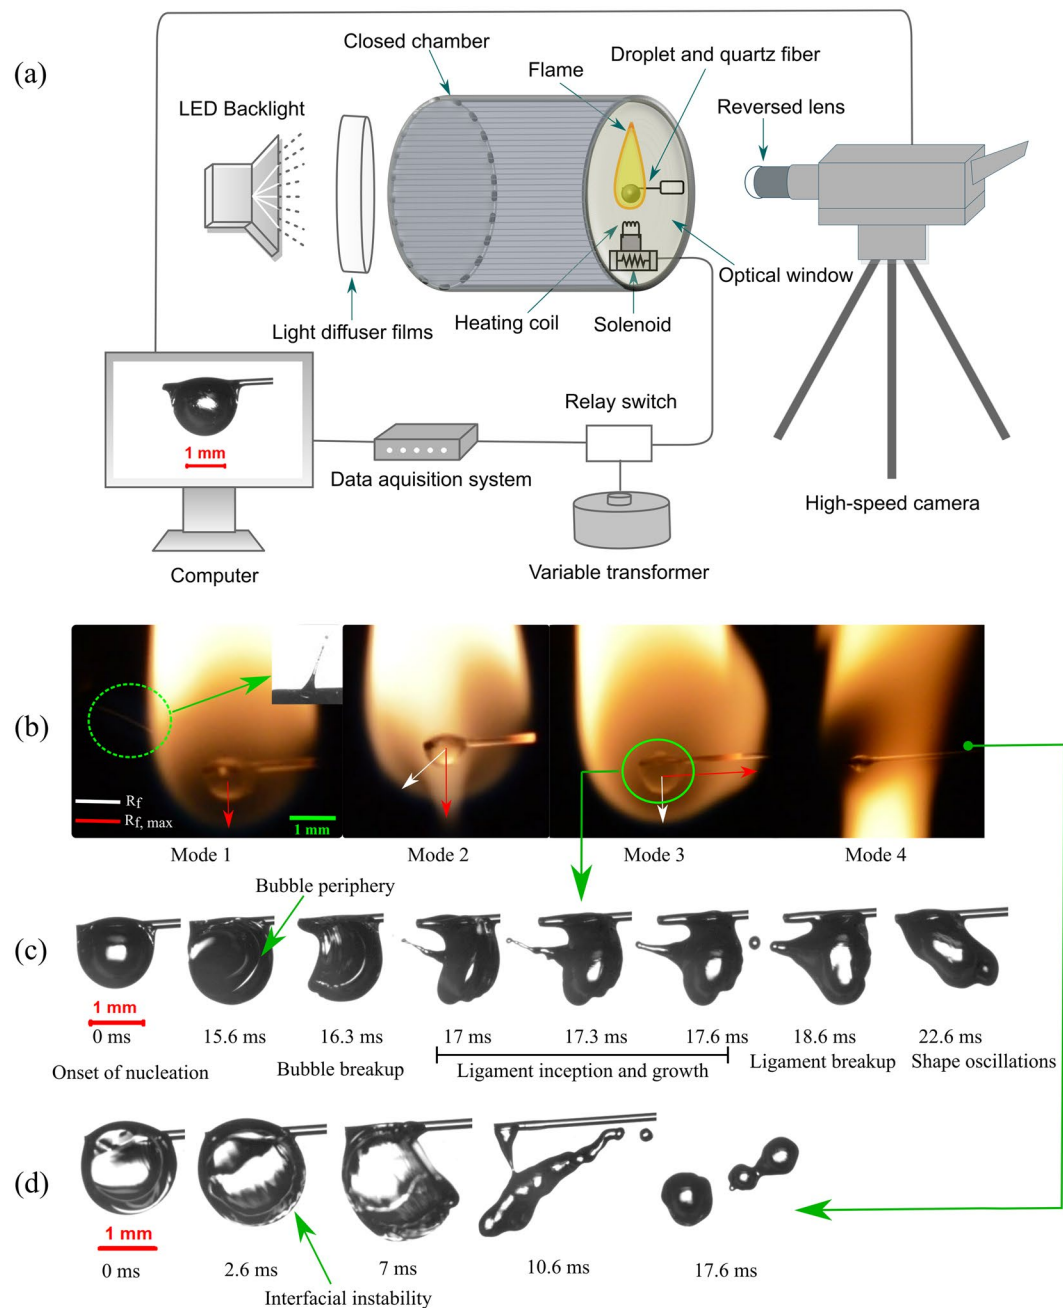 (a)
Closed chamber
Droplet and quartz fiber
Flame
LED Backlight
Reversed lens
Optical window
Heating coil
Solenoid
Light diffuser films
Relay switch
1 mm
Data aquisition system
High-speed camera
Computer
Variable transformer
(b)
Rf
Rf, max
1 mm
Mode 1
Mode 2
Mode 3
Mode 4
Bubble periphery
(c)
1 mm
0 ms
15.6 ms
16.3 ms
17 ms
17.3 ms
17.6 ms
18.6 ms
22.6 ms
Onset of nucleation
Bubble breakup
Ligament inception and growth
Ligament breakup
Shape oscillations
(d)
1 mm
0 ms
2.6 ms
7 ms
10.6 ms
17.6 ms
Interfacial instability